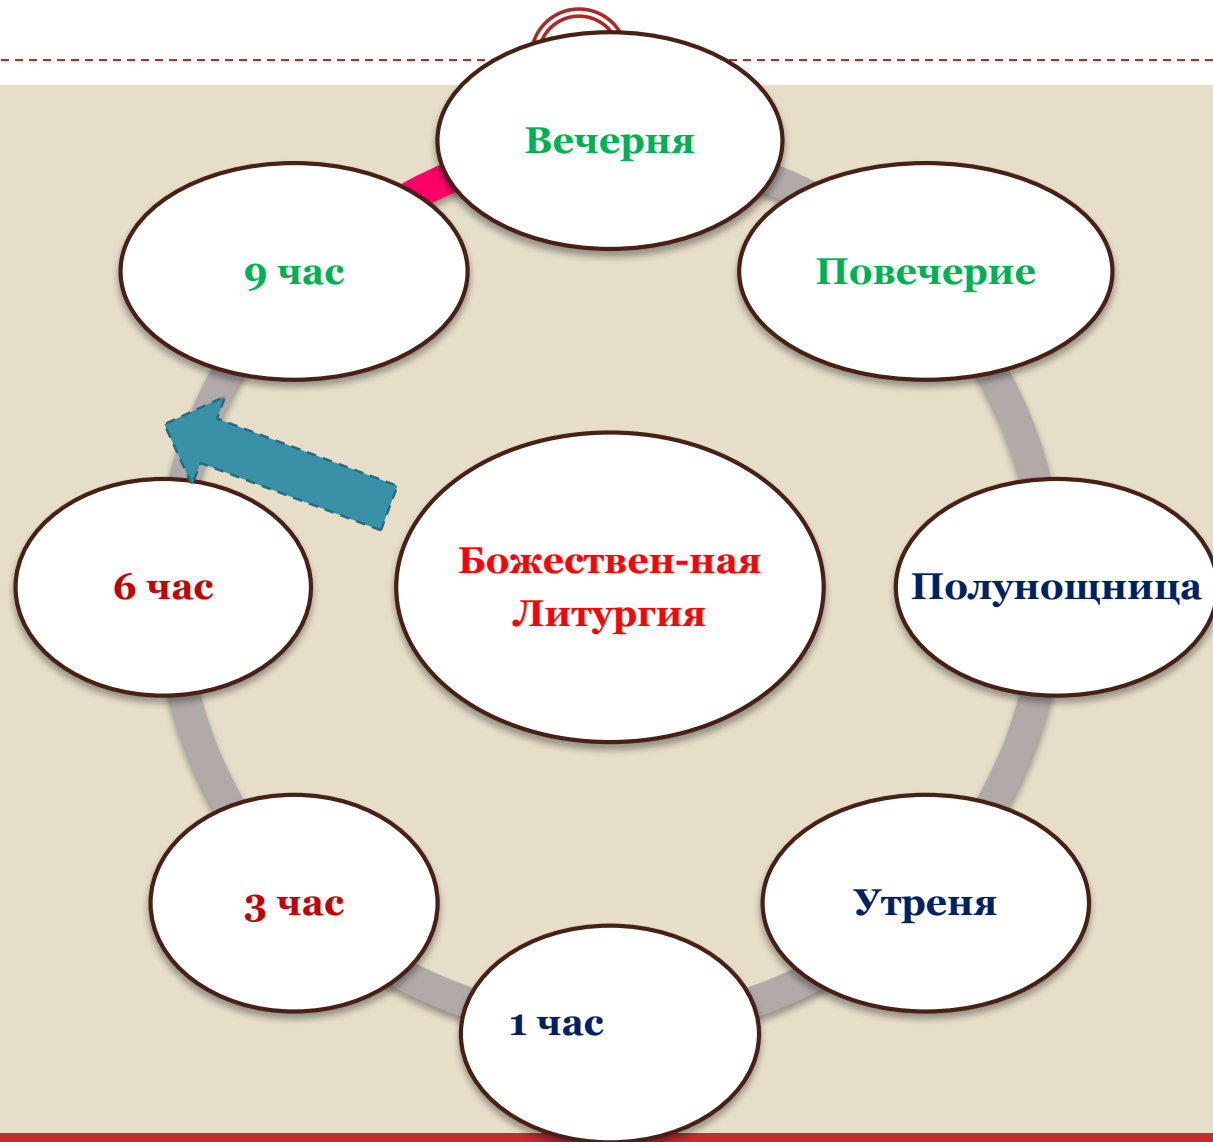 Вечерня
9 час
Повечерие
Божествен-ная
Литургия
6 час
Полунощница
3 час
Утреня
1 час